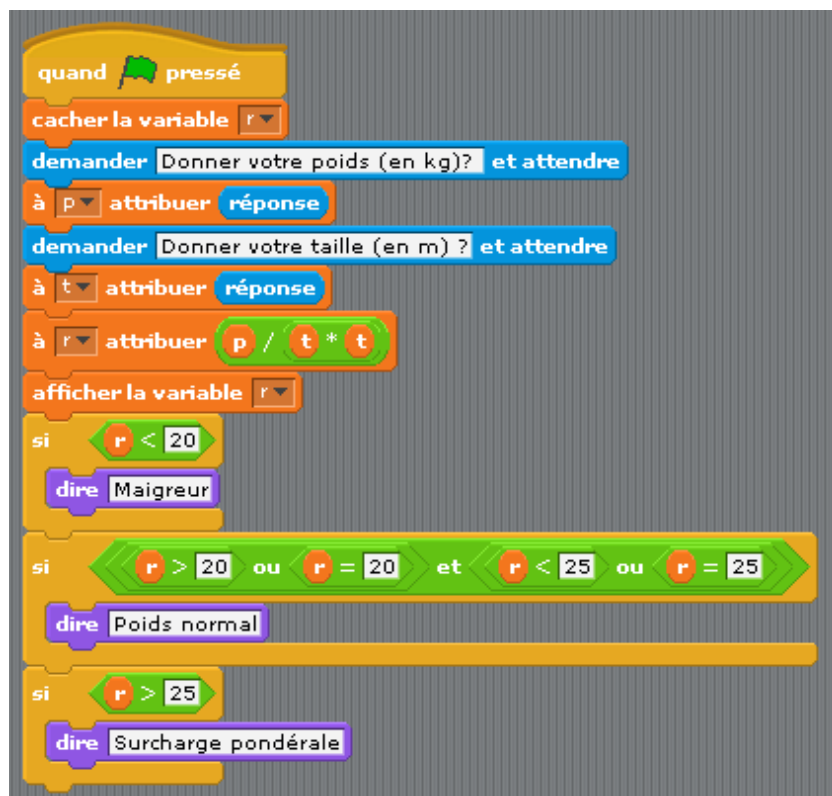 quand pressé
cacher la variable r
demander Donner votre poids (en kg)? et attendre
à p attribuer réponse
demander Donner votre taille (en m) ? et attendre
à t attribuer réponse
à r attribuer p / t * t
afficher la variable r
si r < 20
dire Maigreur
si r > 20 ou r = 20 et r < 25 ou r = 25
dire Poids normal
si r > 25
dire Surcharge pondérale